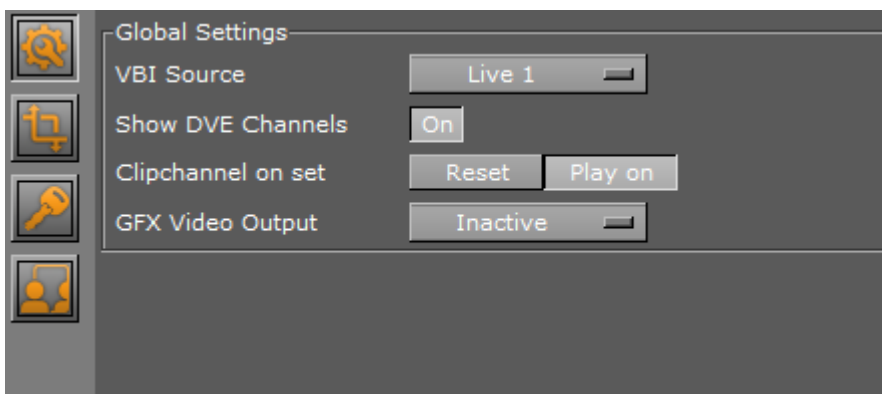 Global Settings
VBI Source Live 1
Show DVE Channels On
Clipchannel on set Reset Play on
GFX Video Output Inactive